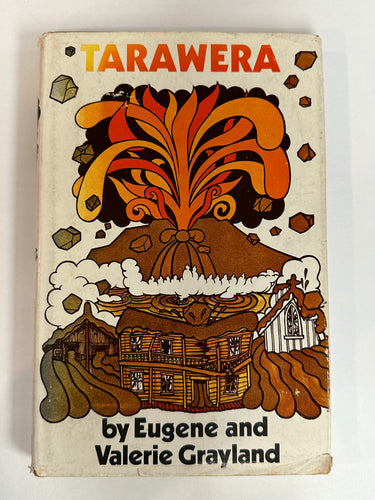 TARAWERA
by Eugene and
Valerie Grayland